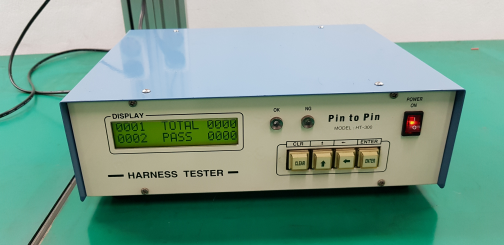 DISPLAY
0001 TOTAL 0000
0002 PASS 0000
HARNESS TESTER
OK
NG
Pin to Pin
MODEL : HT-300
POWER
ON
CLR
ENTER
CLEAR
ENTER